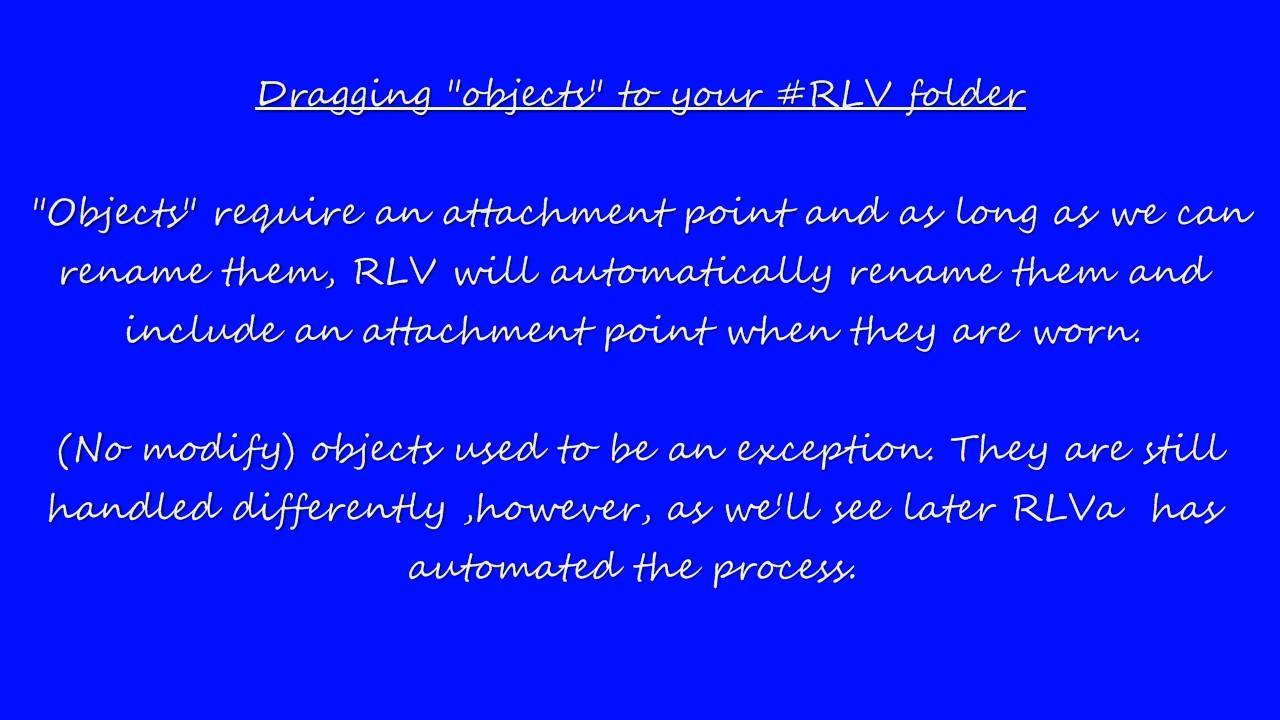 Dragging "objects" to your #RLV folder
"Objects" require an attachment point and as long as we can
rename them, RLV will automatically rename them and
include an attachment point when they are worn.
(No modify) objects used to be an exception. They are still
handled differently ,however, as we'll see later RLVa  has
automated the process.